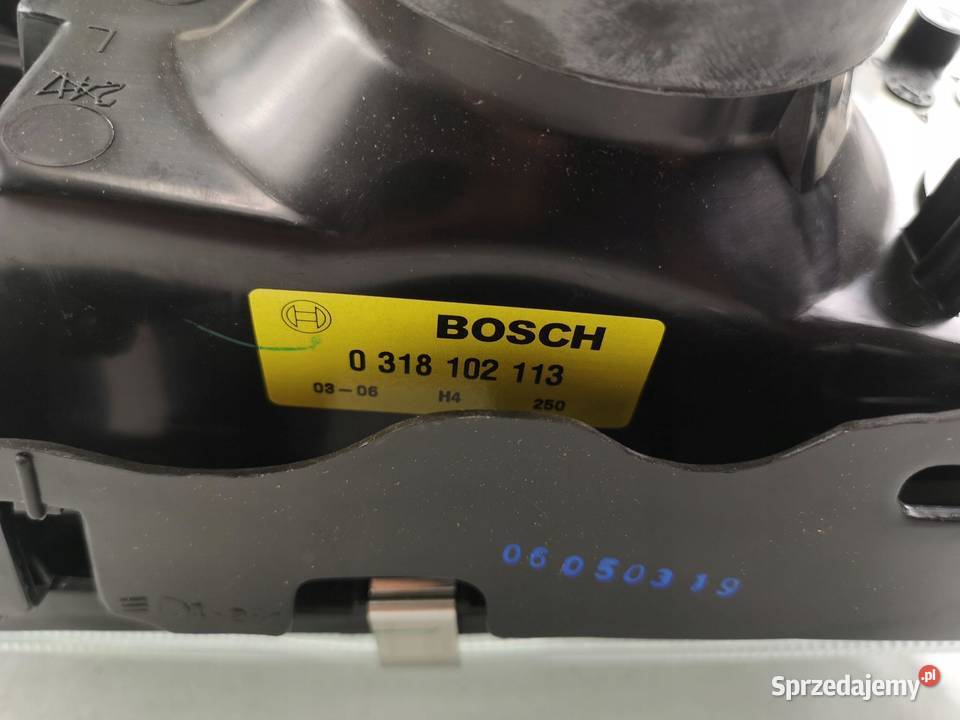 L
247
BOSCH
0 318 102 113
03-06 H4 250
06050319
Sprzedajemy.pl